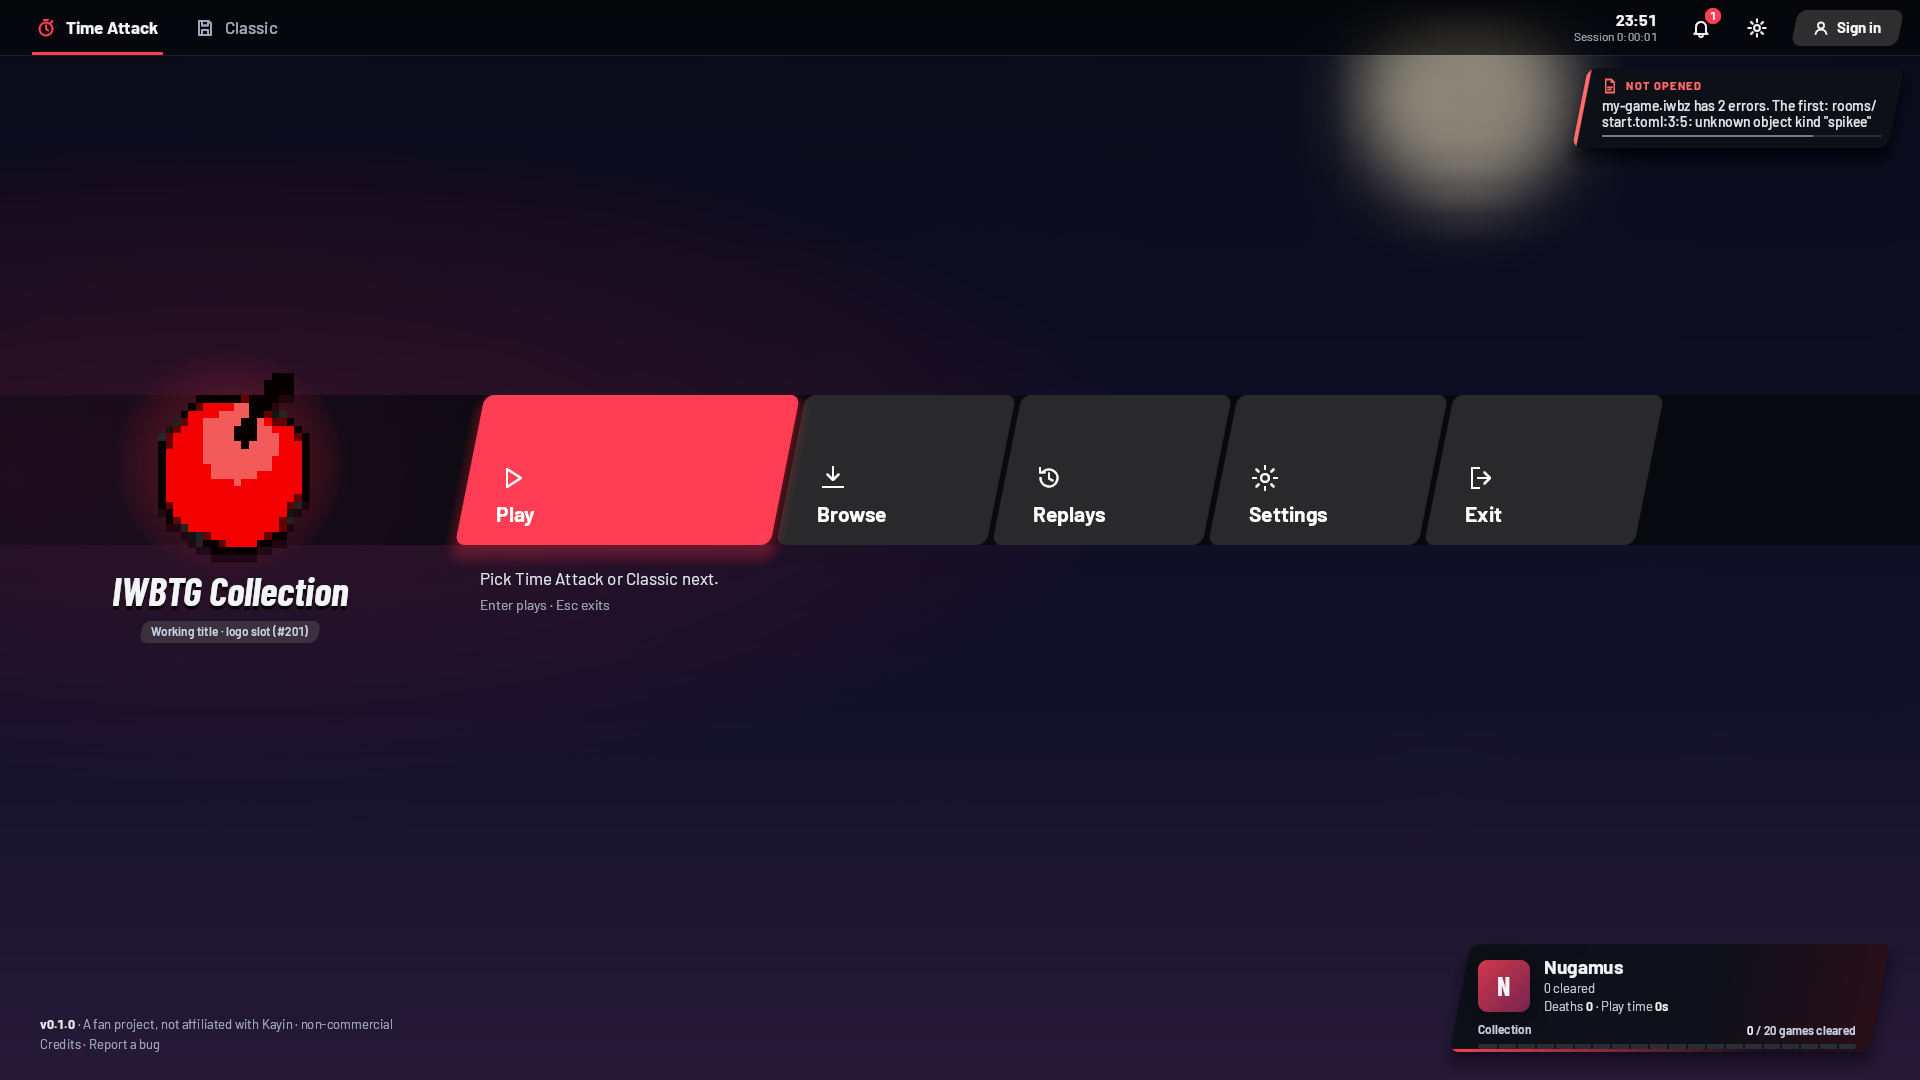 Time Attack
Classic
23:51
Session 0:00:01
1
Sign in
NOT OPENED
my-game.iwbz has 2 errors. The first: rooms/
start.toml:3:5: unknown object kind "spikee"
Play
Browse
Replays
Settings
Exit
IWBTG Collection
Working title · logo slot (#201)
Pick Time Attack or Classic next.
Enter plays · Esc exits
N
Nugamus
0 cleared
Deaths 0 · Play time 0s
Collection
0 / 20 games cleared
v0.1.0 · A fan project, not affiliated with Kayin · non-commercial
Credits · Report a bug